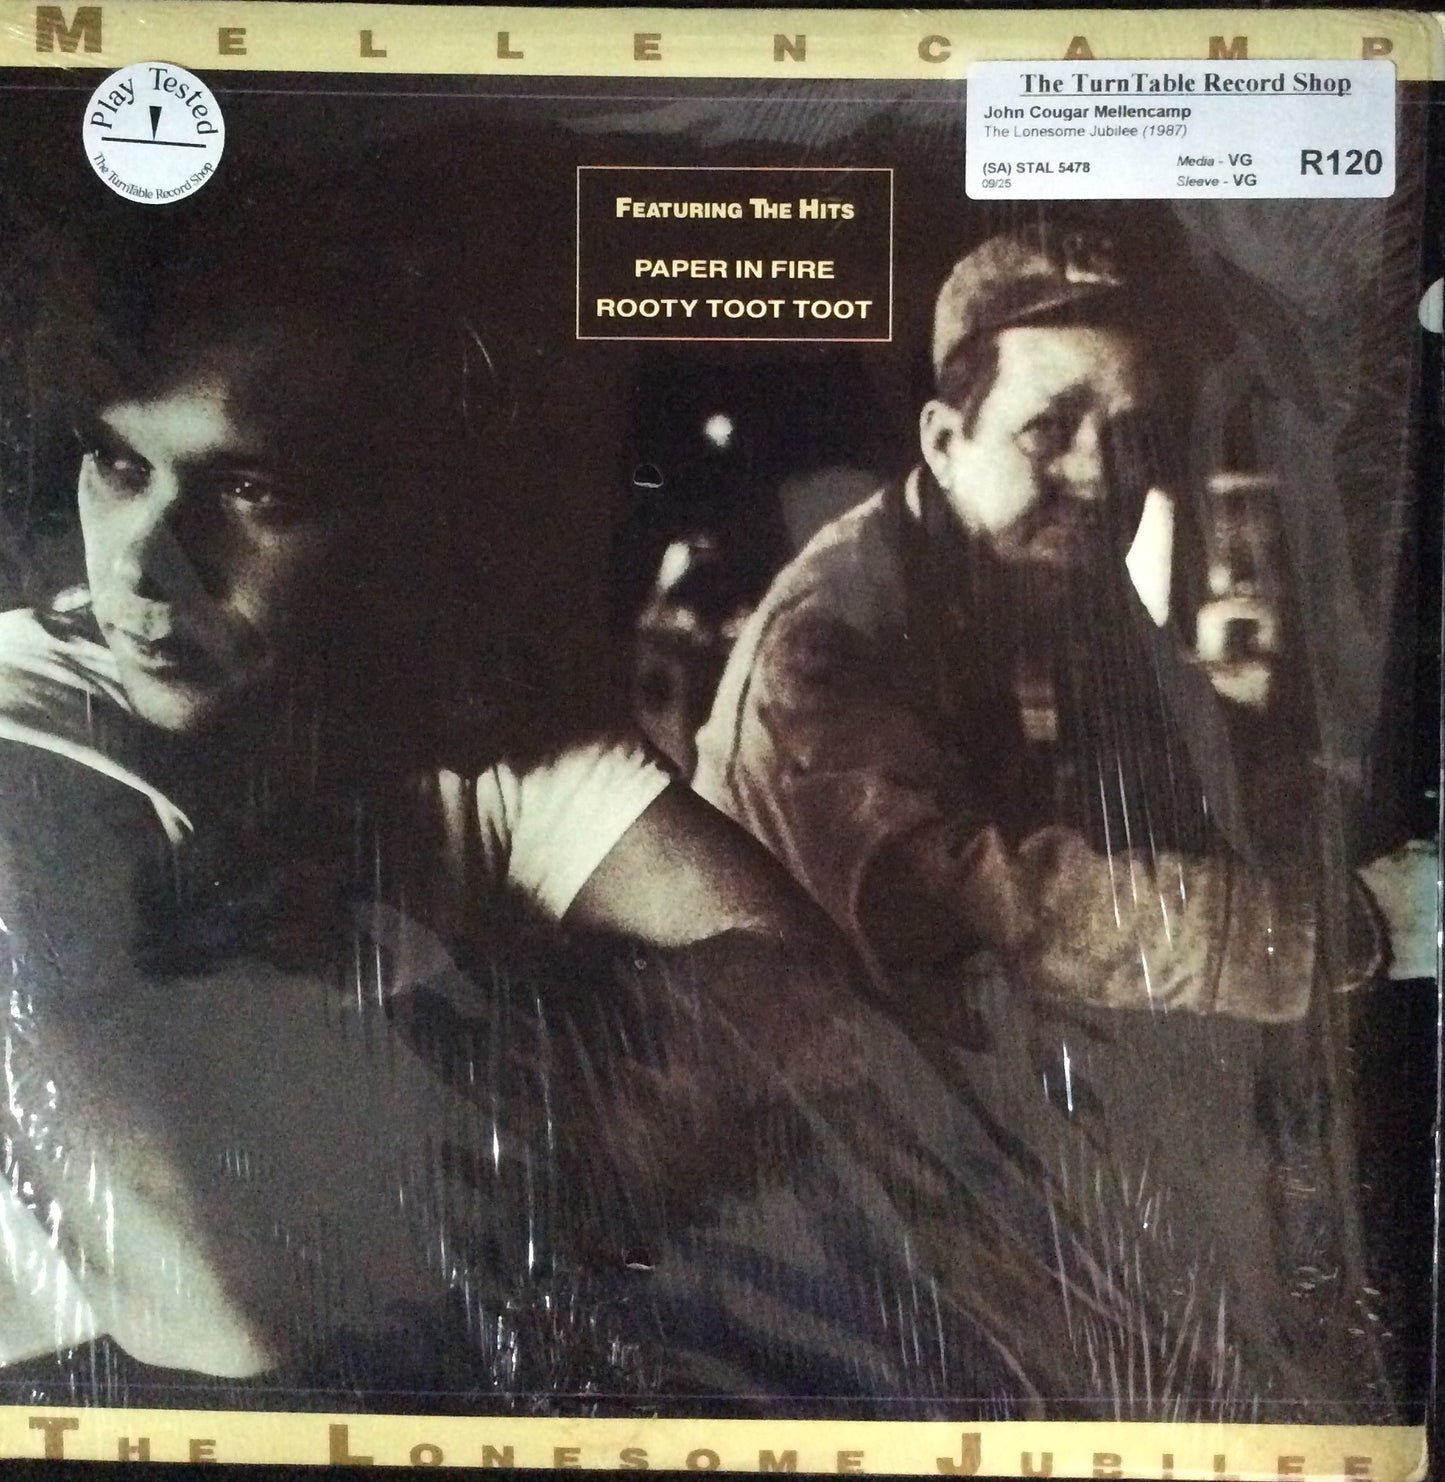 MELLENCAMP
Play Tested
The TurnTable Record Shop
The TurnTable Record Shop
John Cougar Mellencamp
The Lonesome Jubilee (1987)
(SA) STAL 5478
09/25
Media - VG
Sleeve - VG
R120
FEATURING THE HITS
PAPER IN FIRE
ROOTY TOOT TOOT
THE LONESOME JUBILEE